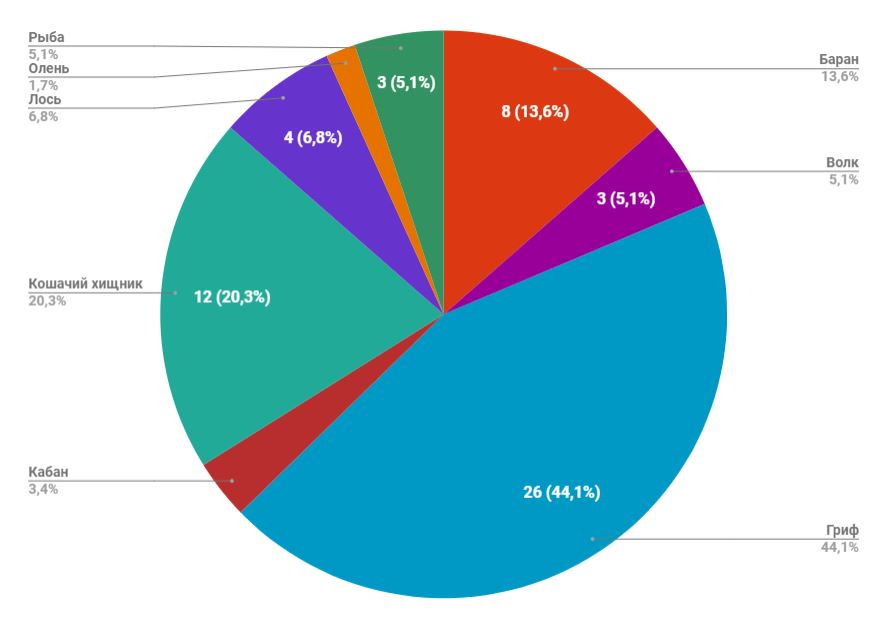 Рыба
5,1%
Олень
1,7%
Лось
6,8%
Кошачий хищник
20,3%
Кабан
3,4%
3 (5,1%)
8 (13,6%)
4 (6,8%)
3 (5,1%)
12 (20,3%)
26 (44,1%)
Баран
13,6%
Волк
5,1%
Гриф
44,1%